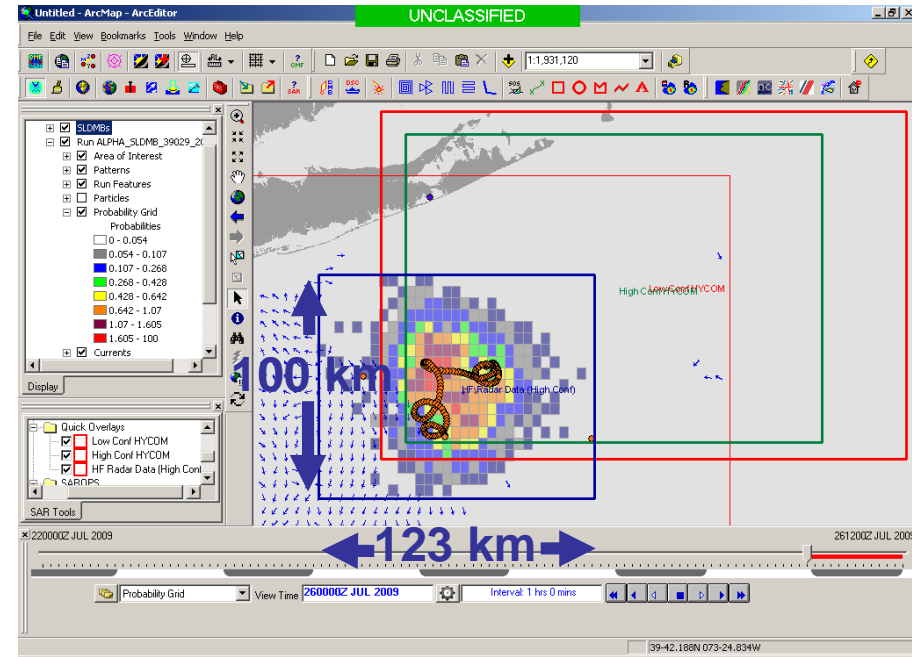 Untitled - ArcMap - ArcEditor
UNCLASSIFIED
File Edit View Bookmarks Tools Window Help
1:1,931,120
SLDMBs
Run ALPHA_SLDMB_39029_20
Area of Interest
Patterns
Run Features
Particles
Probability Grid
Probabilities
0 - 0.054
0.054 - 0.107
0.107 - 0.268
0.268 - 0.428
0.428 - 0.642
0.642 - 1.07
1.07 - 1.605
1.605 - 100
Currents
Display
Quick Overlays
Low Conf HYCOM
High Conf HYCOM
HF Radar Data (High Conf
SAROPS
SAR Tools
High Conf HYCOM
Low Conf HYCOM
HF Radar Data (High Conf)
100 km
123 km
220000Z JUL 2009
261200Z JUL 2009
Probability Grid
View Time
260000Z JUL 2009
Interval: 1 hrs 0 mins
39-42.188N 073-24.834W